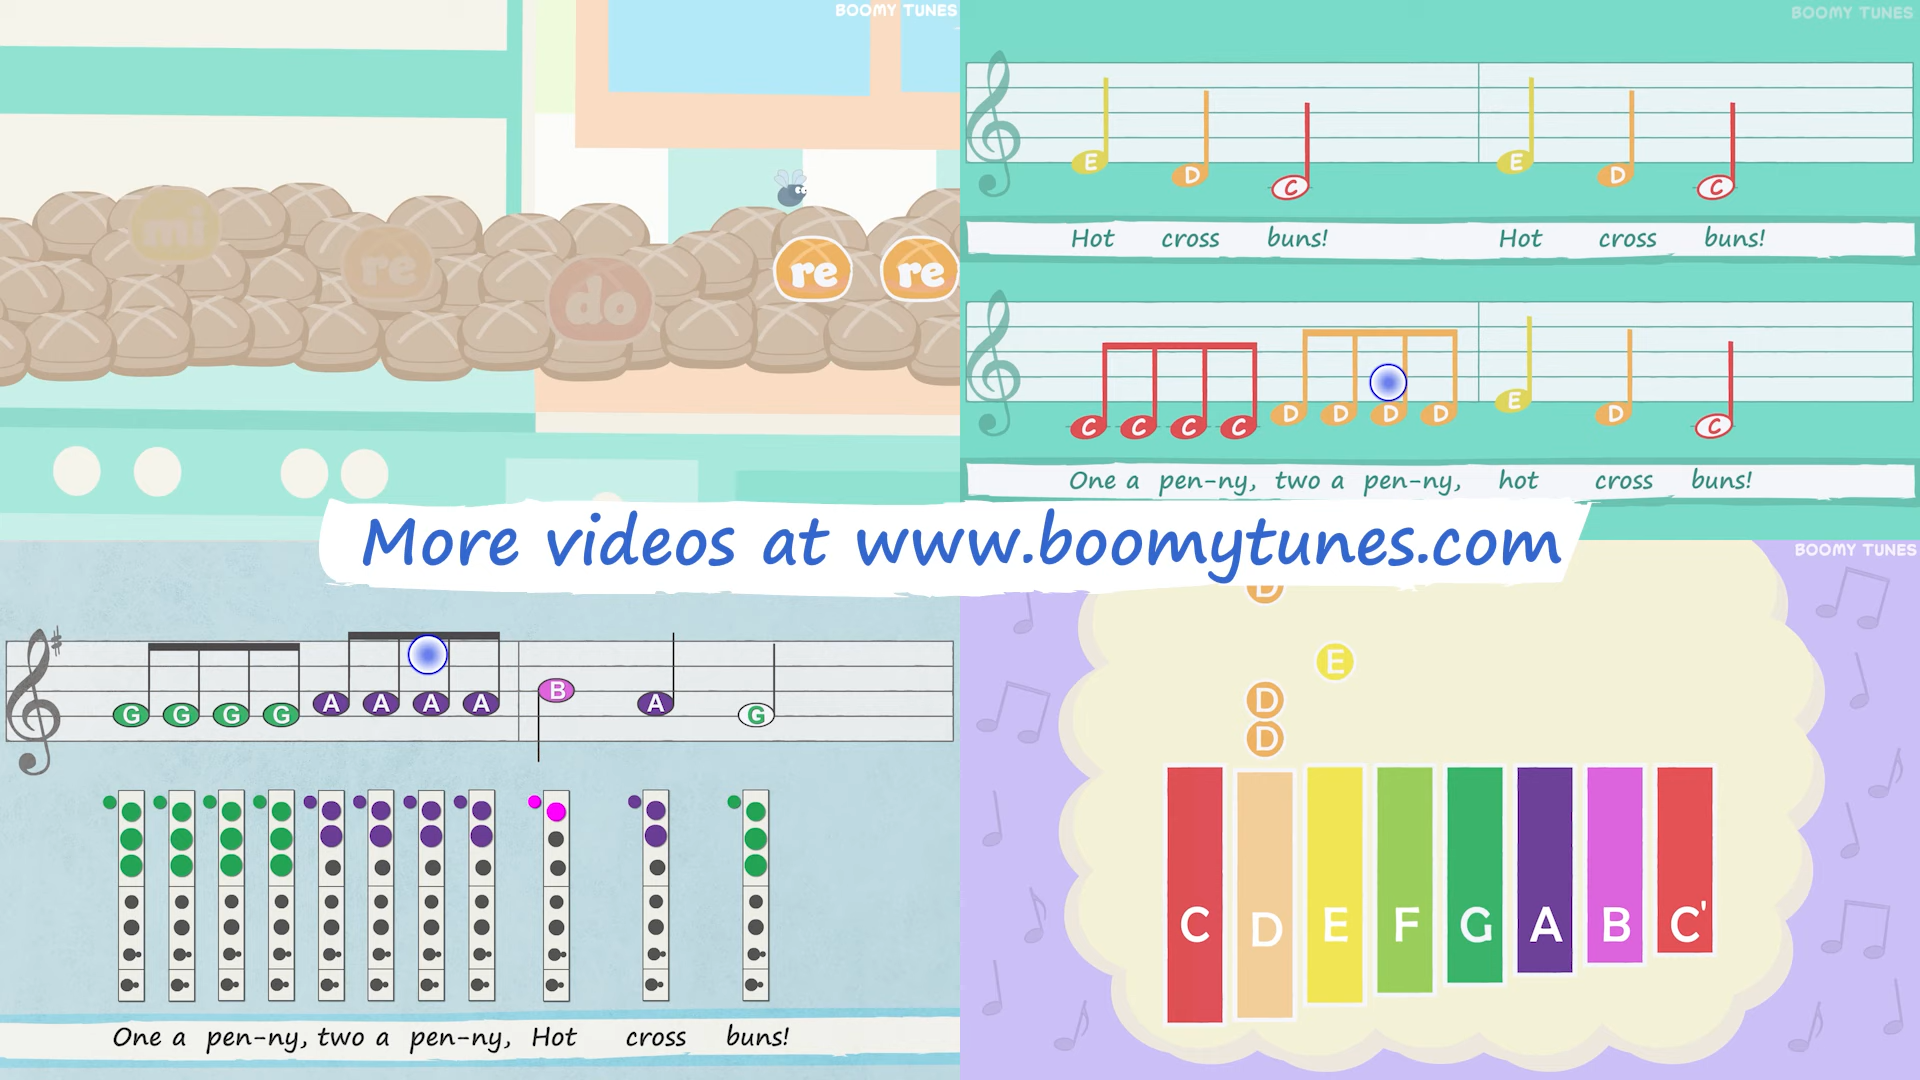 BOOMY TUNES
mi re do re re
BOOMY TUNES
E D C E D C
Hot cross buns! Hot cross buns!
C C C C D D D D E D C
One a pen-ny, two a pen-ny, hot cross buns!
More videos at www.boomytunes.com
G G G G A A A A B A G
One a pen-ny, two a pen-ny, Hot cross buns!
BOOMY TUNES
D
E
D
D
C D E F G A B C'